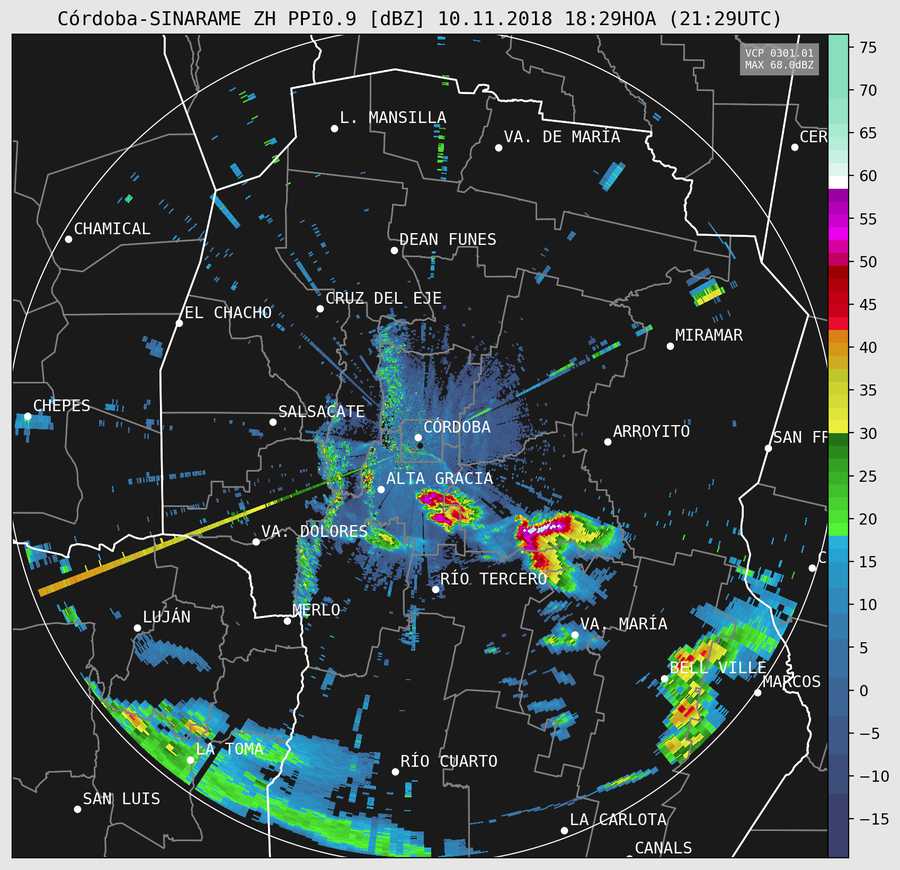 Córdoba-SINARAME ZH PPI0.9 [dBZ] 10.11.2018 18:29HOA (21:29UTC)
VCP 0301.01
MAX 68.0dBZ
75
70
65
60
55
50
45
40
35
30
25
20
15
10
5
0
−5
−10
−15
L. MANSILLA
VA. DE MARÍA
CER
CHAMICAL
DEAN FUNES
CRUZ DEL EJE
EL CHACHO
MIRAMAR
CHEPES
SALSACATE
CÓRDOBA
ARROYITO
SAN FR
ALTA GRACIA
VA. DOLORES
C
RÍO TERCERO
LUJÁN
MERLO
VA. MARÍA
BELL VILLE
MARCOS
LA TOMA
RÍO CUARTO
SAN LUIS
LA CARLOTA
CANALS